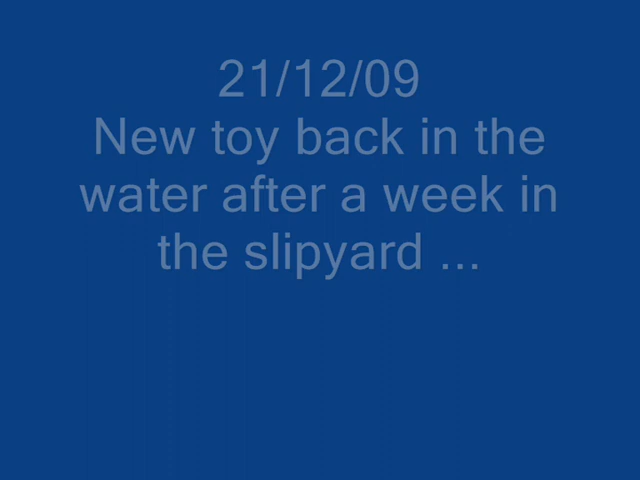 21/12/09
New toy back in the
water after a week in
the slipyard ...